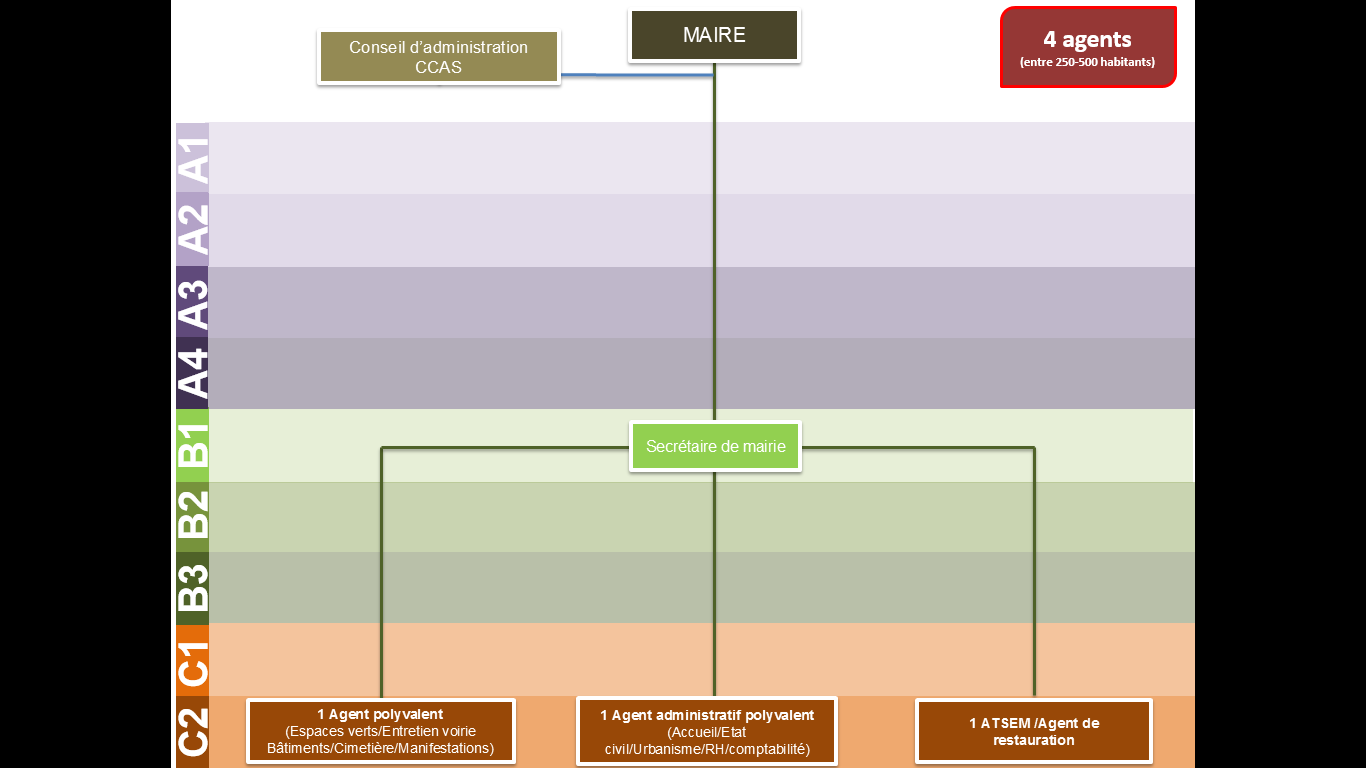 MAIRE
Conseil d’administration
CCAS
4 agents
(entre 250-500 habitants)
A1
A2
A3
A4
B1
Secrétaire de mairie
B2
B3
C1
C2
1 Agent polyvalent
(Espaces verts/Entretien voirie
Bâtiments/Cimetière/Manifestations)
1 Agent administratif polyvalent
(Accueil/Etat
civil/Urbanisme/RH/comptabilité)
1 ATSEM /Agent de
restauration